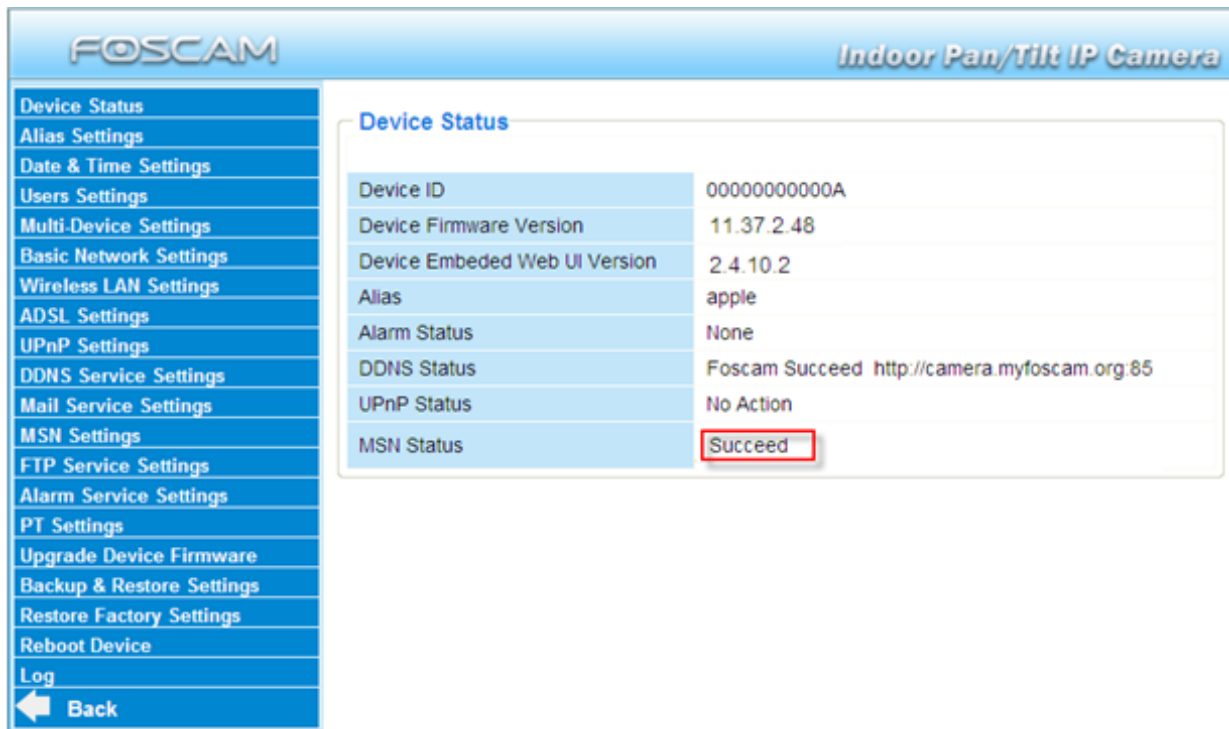 FOSCAM
Indoor Pan/Tilt IP Camera
Device Status
Alias Settings
Date & Time Settings
Users Settings
Multi-Device Settings
Basic Network Settings
Wireless LAN Settings
ADSL Settings
UPnP Settings
DDNS Service Settings
Mail Service Settings
MSN Settings
FTP Service Settings
Alarm Service Settings
PT Settings
Upgrade Device Firmware
Backup & Restore Settings
Restore Factory Settings
Reboot Device
Log
Back
Device Status
Device ID 00000000000A
Device Firmware Version 11.37.2.48
Device Embeded Web UI Version 2.4.10.2
Alias apple
Alarm Status None
DDNS Status Foscam Succeed http://camera.myfoscam.org:85
UPnP Status No Action
MSN Status Succeed